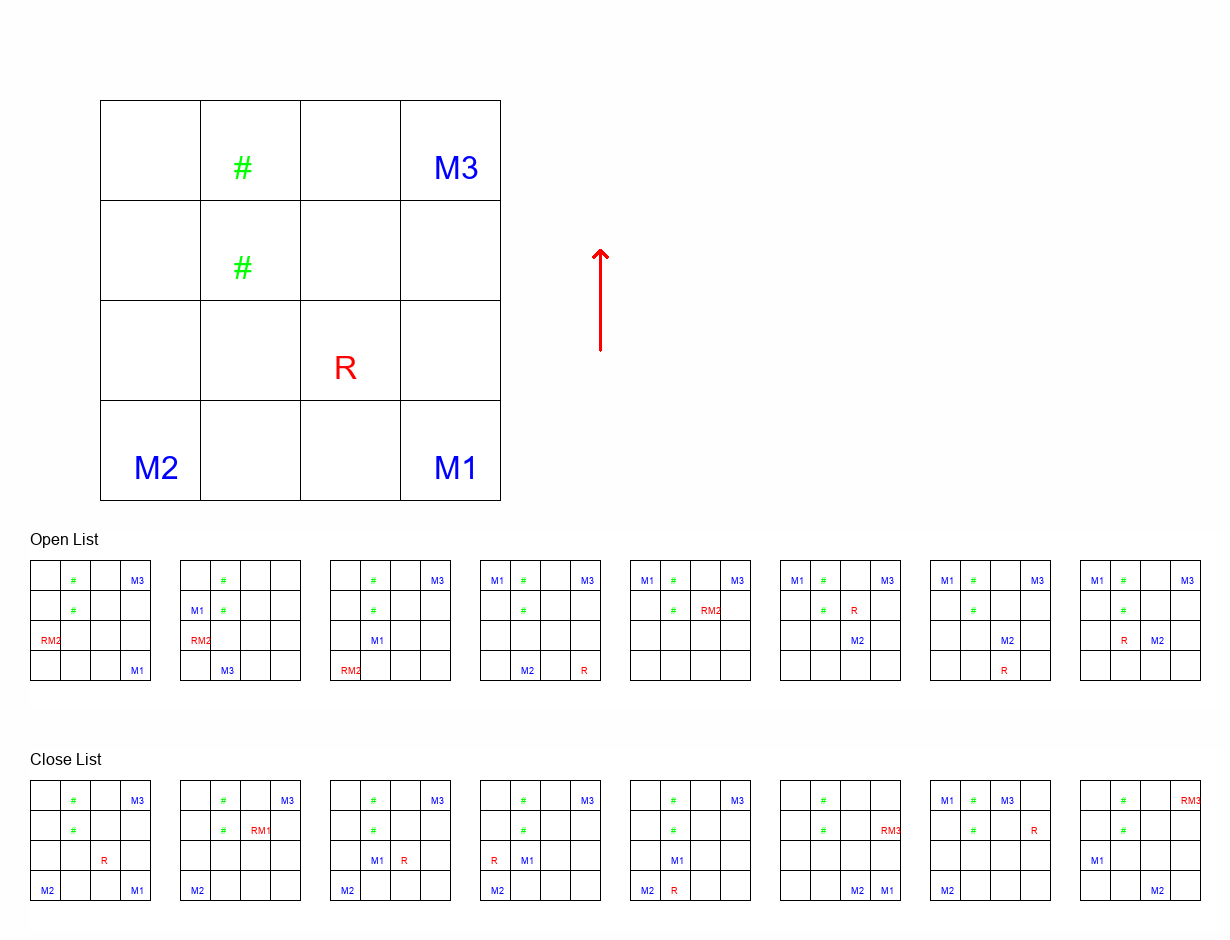 # M3
#
R
M2 M1
Open List
# M3 # # M3 M1 # M3 M1 # M3 M1 # M3 M1 # M3 M1 # M3
# M1 # # # # RM2 # R # #
RM2 RM2 M1 M2 M2 R M2
M1 M3 RM2 M2 R R
Close List
# M3 # M3 # M3 # M3 # M3 # M1 # M3 # RM3
# # RM1 # # # # RM3 # R #
R M1 R R M1 M1 M1
M2 M1 M2 M2 M2 M2 R M2 M1 M2 M2